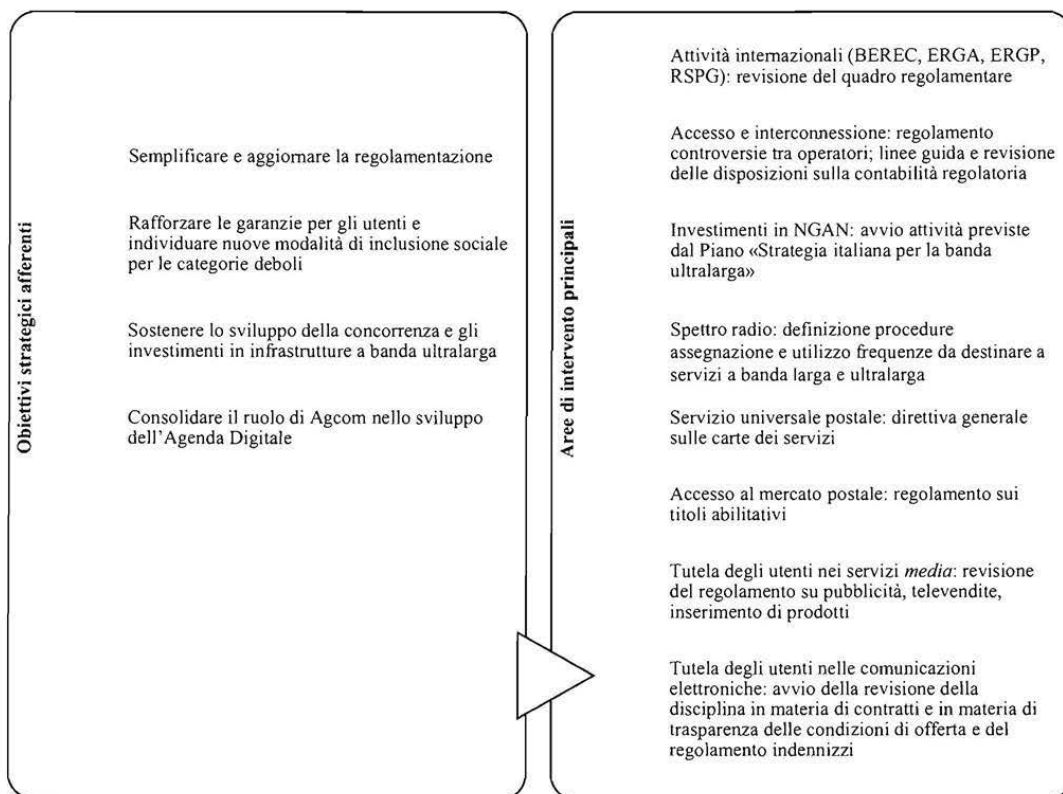 Obiettivi strategici afferenti
Semplificare e aggiornare la regolamentazione
Rafforzare le garanzie per gli utenti e
individuare nuove modalità di inclusione sociale
per le categorie deboli
Sostenere lo sviluppo della concorrenza e gli
investimenti in infrastrutture a banda ultralarga
Consolidare il ruolo di Agcom nello sviluppo
dell'Agenda Digitale
Aree di intervento principali
Attività internazionali (BEREC, ERGA, ERGP,
RSPG): revisione del quadro regolamentare
Accesso e interconnessione: regolamento
controversie tra operatori; linee guida e revisione
delle disposizioni sulla contabilità regolatoria
Investimenti in NGAN: avvio attività previste
dal Piano «Strategia italiana per la banda
ultralarga»
Spettro radio: definizione procedure
assegnazione e utilizzo frequenze da destinare a
servizi a banda larga e ultralarga
Servizio universale postale: direttiva generale
sulle carte dei servizi
Accesso al mercato postale: regolamento sui
titoli abilitativi
Tutela degli utenti nei servizi media: revisione
del regolamento su pubblicità, televendite,
inserimento di prodotti
Tutela degli utenti nelle comunicazioni
elettroniche: avvio della revisione della
disciplina in materia di contratti e in materia di
trasparenza delle condizioni di offerta e del
regolamento indennizzi